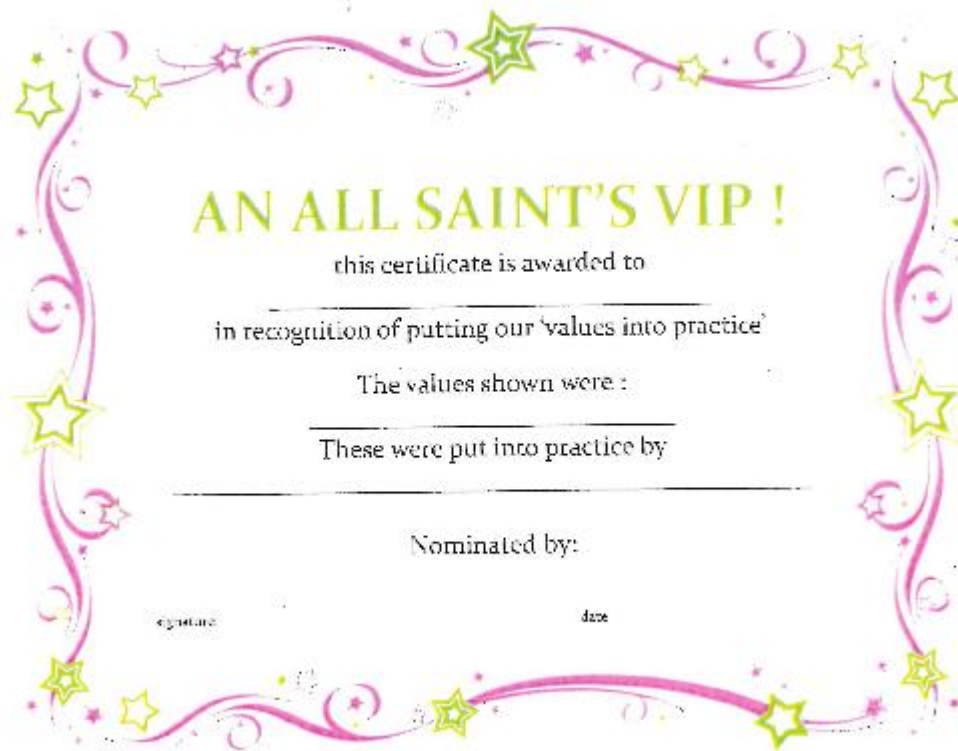 AN ALL SAINT'S VIP !
this certificate is awarded to
in recognition of putting our 'values into practice'
The values shown were :
These were put into practice by
Nominated by:
signature
date